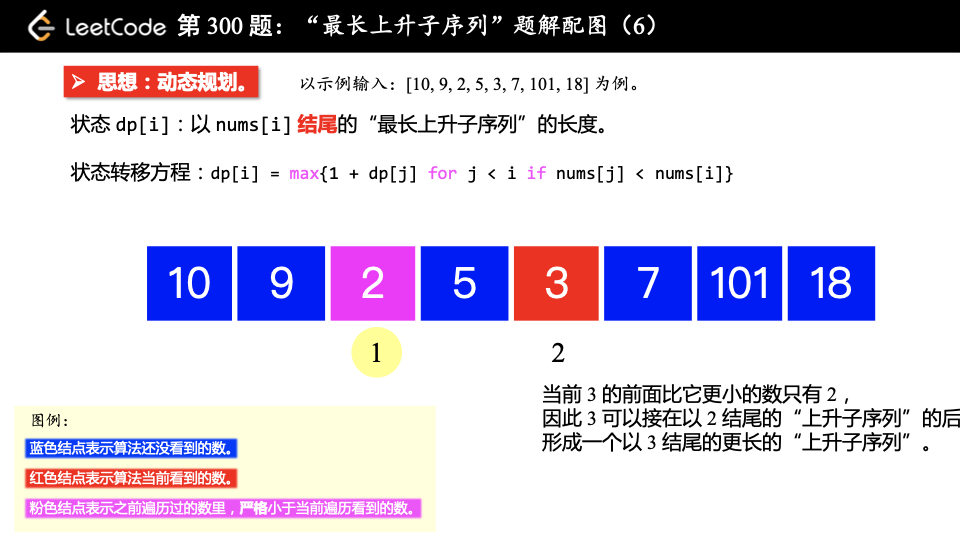 LeetCode 第 300 题：“最长上升子序列”题解配图（6）
➢ 思想：动态规划。
以示例输入：[10, 9, 2, 5, 3, 7, 101, 18] 为例。
状态 dp[i]：以 nums[i] 结尾的“最长上升子序列”的长度。
状态转移方程：dp[i] = max{1 + dp[j] for j < i if nums[j] < nums[i]}
10 9 2 5 3 7 101 18
1 2
当前 3 的前面比它更小的数只有 2，
因此 3 可以接在以 2 结尾的“上升子序列”的后
形成一个以 3 结尾的更长的“上升子序列”。
图例：
蓝色结点表示算法还没看到的数。
红色结点表示算法当前看到的数。
粉色结点表示之前遍历过的数里，严格小于当前遍历看到的数。